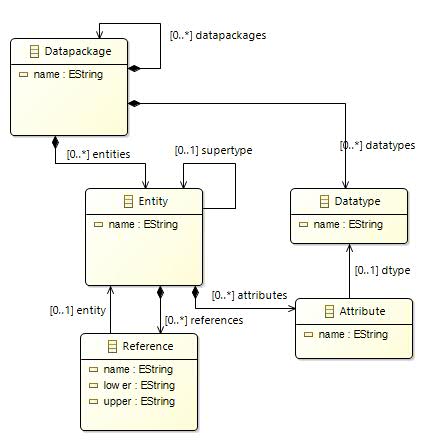 Datapackage
name : EString
[0..*] datapackages
[0..*] entities
[0..1] supertype
[0..*] datatypes
Entity
name : EString
Datatype
name : EString
[0..*] attributes
[0..1] dtype
[0..1] entity
[0..*] references
Reference
name : EString
lower : EString
upper : EString
Attribute
name : EString